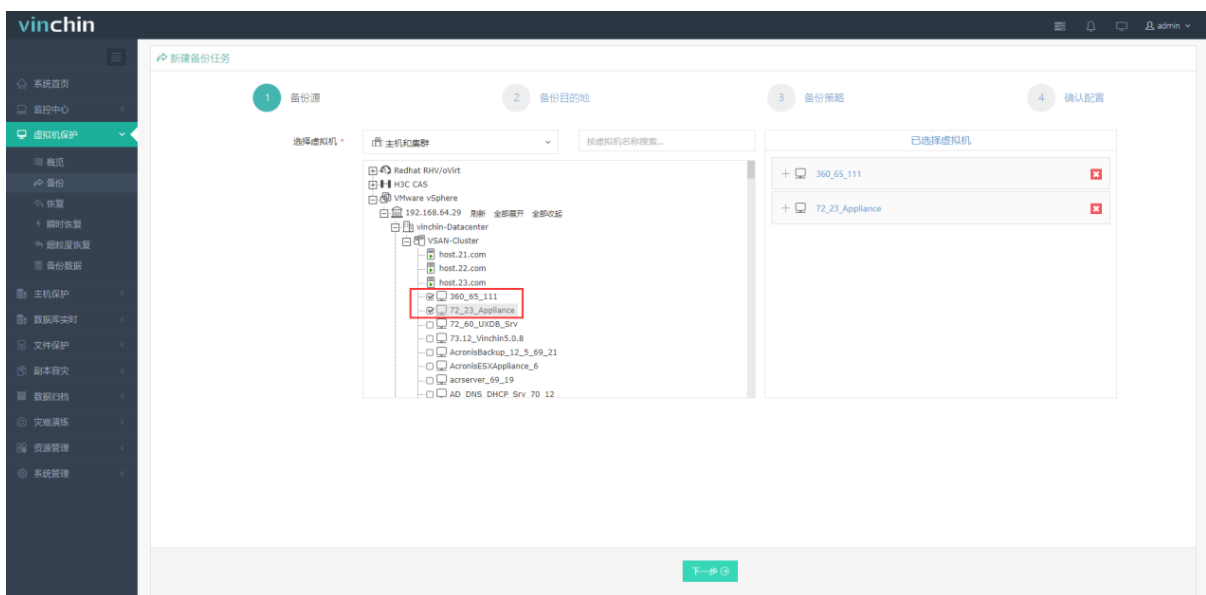 vinchin
admin
新建备份任务
系统首页
监控中心
虚拟机保护
概览
备份
恢复
瞬时恢复
细粒度恢复
备份数据
主机保护
数据库实时
文件保护
副本容灾
数据归档
灾难演练
资源管理
系统管理
1 备份源
2 备份目的地
3 备份策略
4 确认配置
选择虚拟机 *
主机和集群
按虚拟机名称搜索...
Redhat RHV/oVirt
H3C CAS
VMware vSphere
192.168.64.29 刷新 全部展开 全部收起
vinchin-Datacenter
VSAN-Cluster
host.21.com
host.22.com
host.23.com
360_65_111
72_23_Appliance
72_60_UXDB_Srv
73.12_Vinchin5.0.8
AcronisBackup_12_5_69_21
AcronisESXAppliance_6
acrserver_69_19
AD_DNS_DHCP_Srv_70_12
已选择虚拟机
360_65_111
72_23_Appliance
下一步